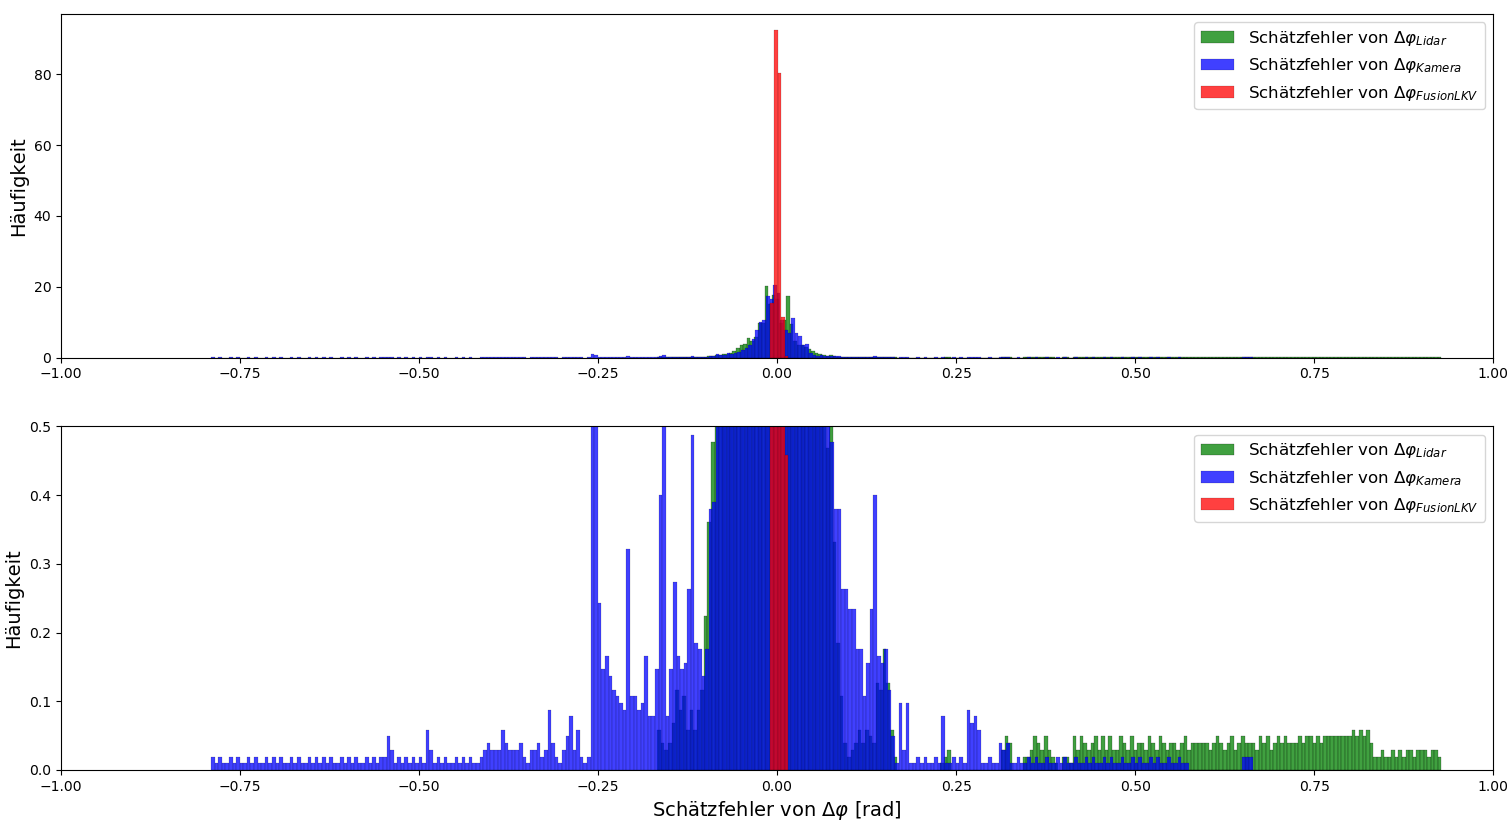 Häufigkeit
80
60
40
20
0
−1.00 −0.75 −0.50 −0.25 0.00 0.25 0.50 0.75 1.00
Schätzfehler von Δφ_Lidar
Schätzfehler von Δφ_Kamera
Schätzfehler von Δφ_FusionLKV
Häufigkeit
0.5
0.4
0.3
0.2
0.1
0.0
−1.00 −0.75 −0.50 −0.25 0.00 0.25 0.50 0.75 1.00
Schätzfehler von Δφ_Lidar
Schätzfehler von Δφ_Kamera
Schätzfehler von Δφ_FusionLKV
Schätzfehler von Δφ [rad]